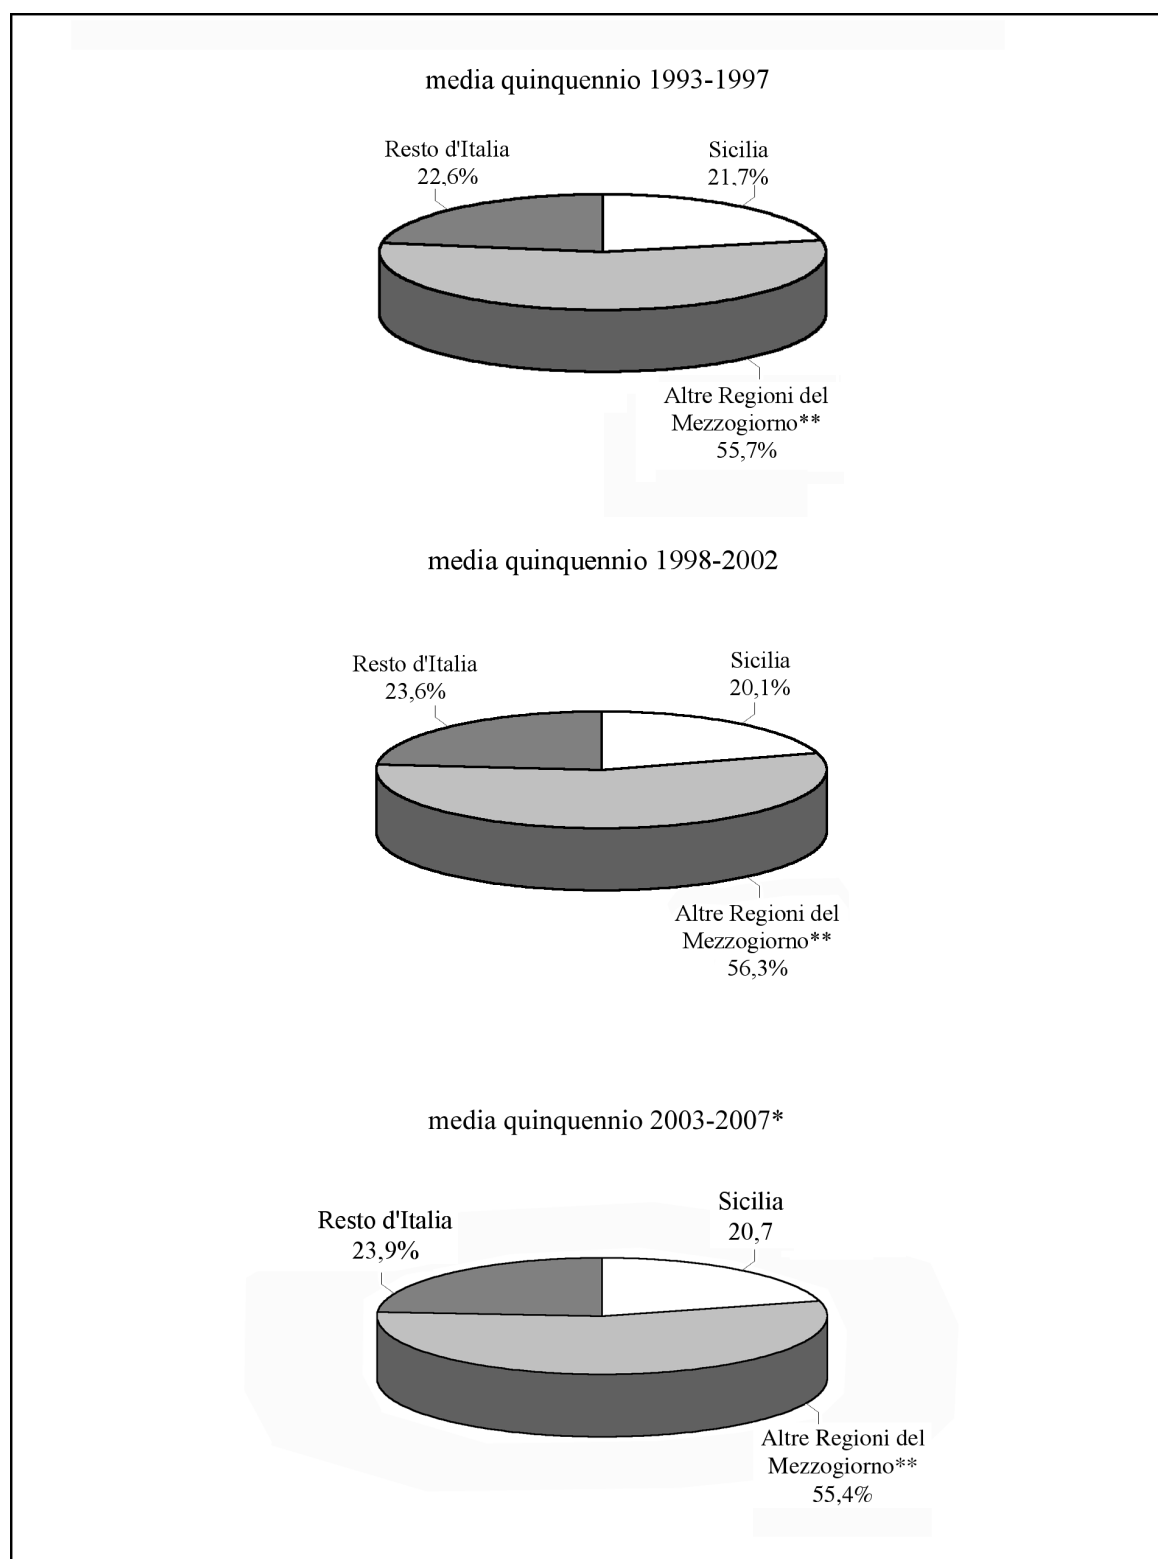 media quinquennio 1993-1997
Resto d'Italia
22,6%
Sicilia
21,7%
Altre Regioni del
Mezzogiorno**
55,7%
media quinquennio 1998-2002
Resto d'Italia
23,6%
Sicilia
20,1%
Altre Regioni del
Mezzogiorno**
56,3%
media quinquennio 2003-2007*
Resto d'Italia
23,9%
Sicilia
20,7
Altre Regioni del
Mezzogiorno**
55,4%